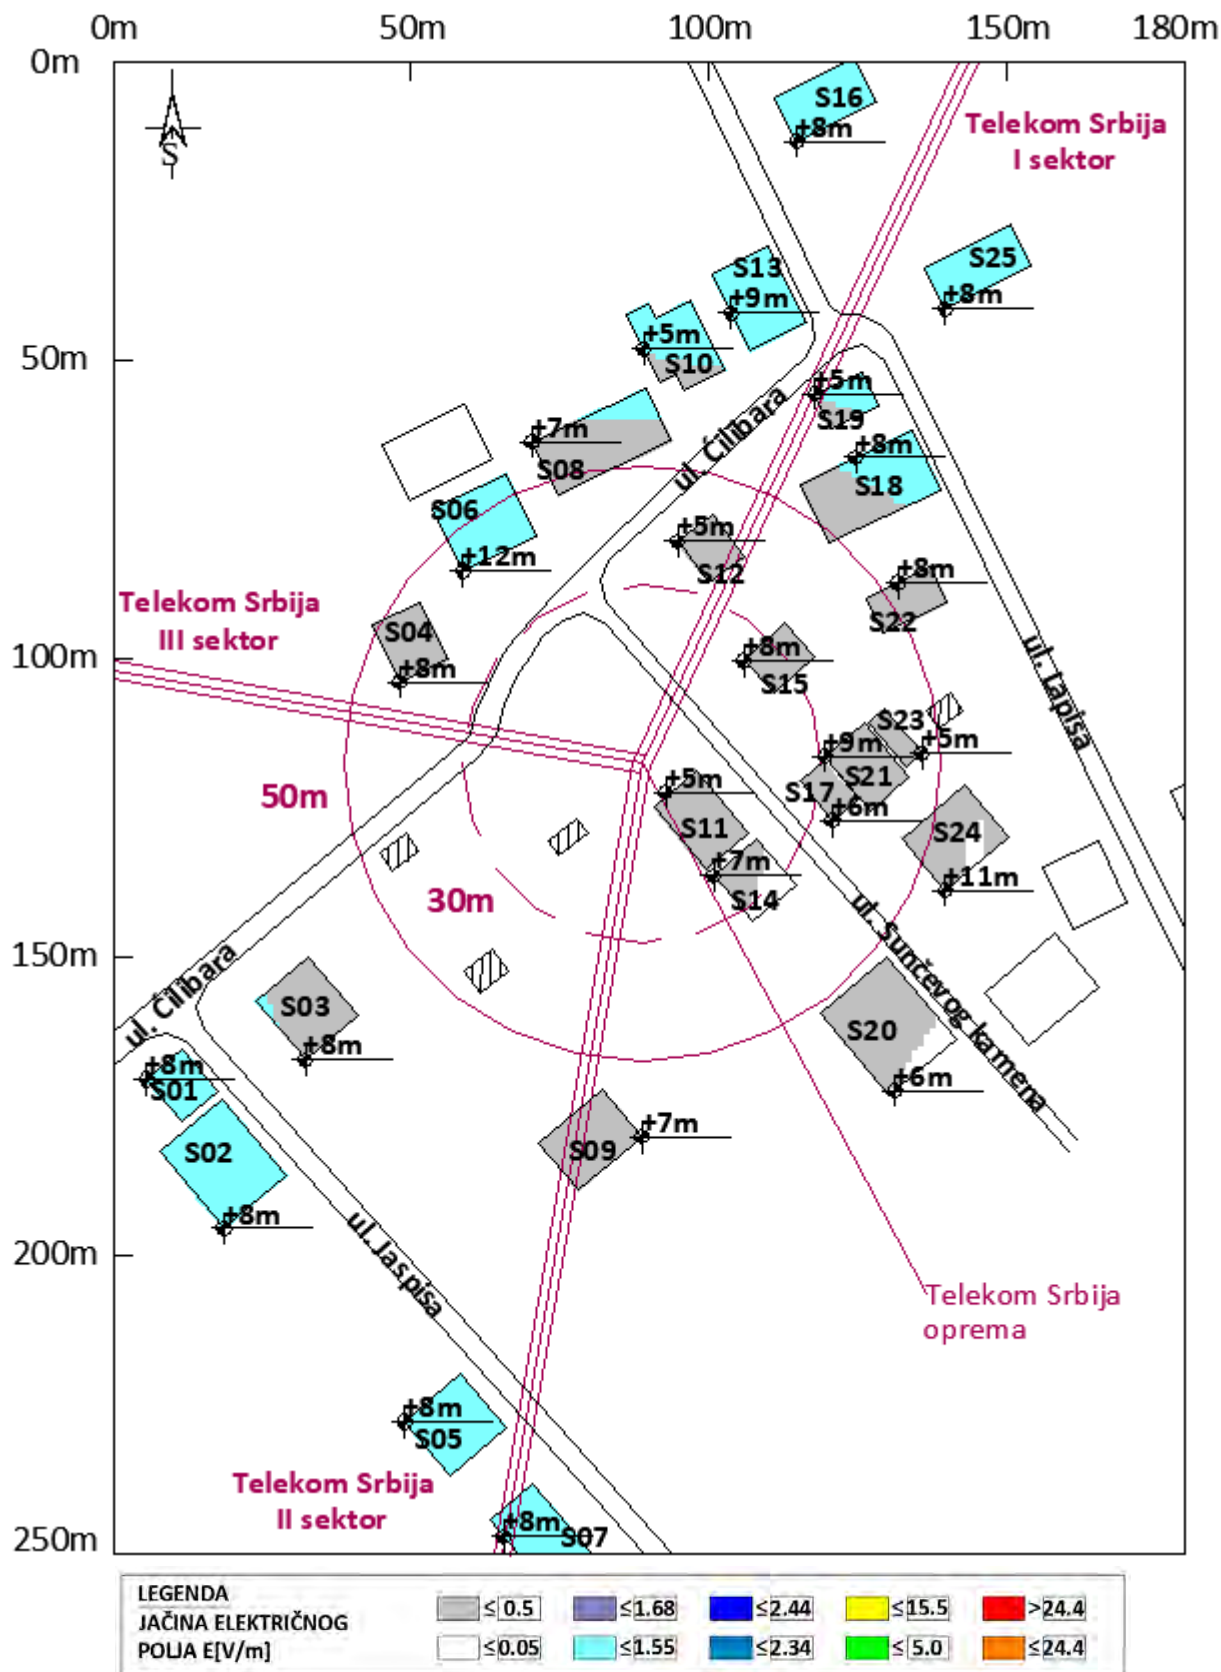 0m 50m 100m 150m 180m
0m
S16
+8m
Telekom Srbija
I sektor
S
S13
+9m
S25
+8m
+5m
S10
50m
+5m
S19
+7m
S08
ul. Ćilibara
+8m
S18
S06
+12m
+5m
S12
+8m
S22
Telekom Srbija
III sektor
S04
+8m
100m
+8m
S15
ul. Lapisa
S23
+9m
+5m
S21
S17
+6m
50m
+5m
S11
S24
+11m
+7m
S14
30m
ul. Sunčevog kamena
150m
ul. Ćilibara
S03
+8m
S20
+6m
+8m
S01
S02
+8m
+7m
S09
200m
ul. Jaspisa
Telekom Srbija
oprema
+8m
S05
Telekom Srbija
II sektor
+8m
S07
250m
LEGENDA
JAČINA ELEKTRIČNOG
POLJA E[V/m]
≤ 0.5 ≤1.68 ≤2.44 ≤15.5 >24.4
≤0.05 ≤1.55 ≤2.34 ≤ 5.0 ≤24.4